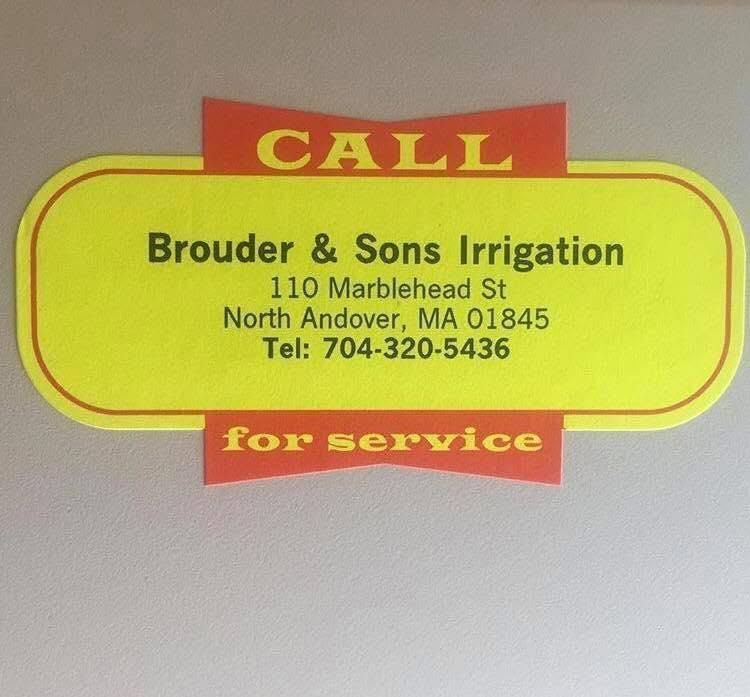 CALL
Brouder & Sons Irrigation
110 Marblehead St
North Andover, MA 01845
Tel: 704-320-5436
for service